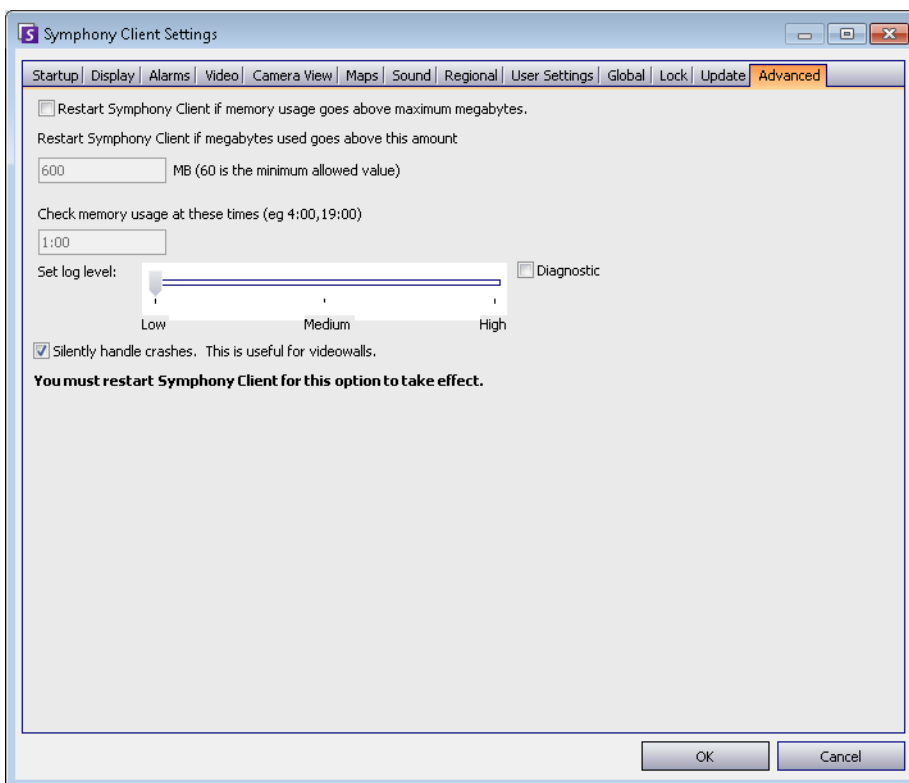 Symphony Client Settings
Startup Display Alarms Video Camera View Maps Sound Regional User Settings Global Lock Update Advanced
Restart Symphony Client if memory usage goes above maximum megabytes.
Restart Symphony Client if megabytes used goes above this amount
600 MB (60 is the minimum allowed value)
Check memory usage at these times (eg 4:00,19:00)
1:00
Set log level: Diagnostic
Low Medium High
Silently handle crashes. This is useful for videowalls.
You must restart Symphony Client for this option to take effect.
OK Cancel